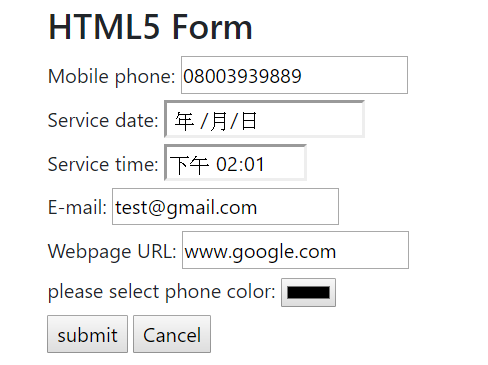 HTML5 Form
Mobile phone: 08003939889
Service date: 年 /月/日
Service time: 下午 02:01
E-mail: test@gmail.com
Webpage URL: www.google.com
please select phone color:
submit Cancel